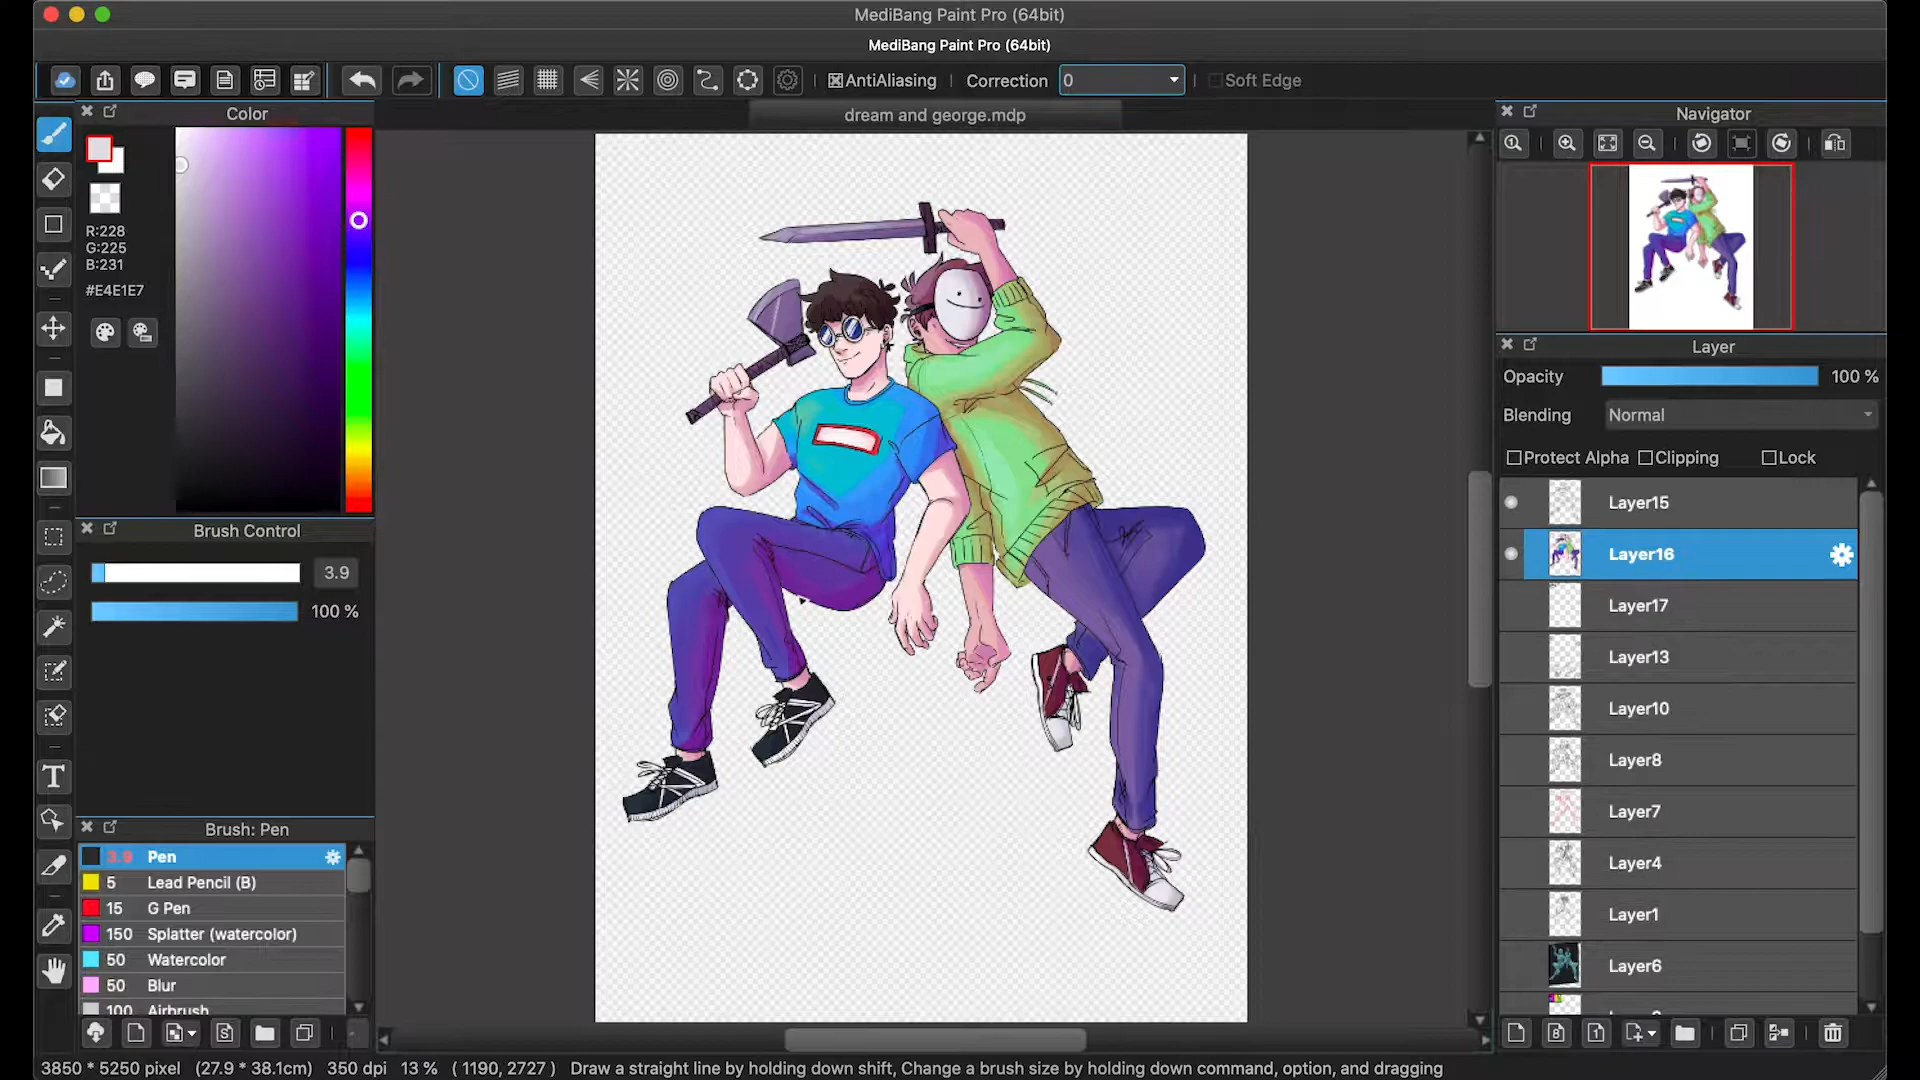 MediBang Paint Pro (64bit)
MediBang Paint Pro (64bit)
AntiAliasing
Correction
0
Soft Edge
dream and george.mdp
Color
R:228
G:225
B:231
#E4E1E7
Brush Control
3.9
100 %
Brush: Pen
3.9 Pen
5 Lead Pencil (B)
15 G Pen
150 Splatter (watercolor)
50 Watercolor
50 Blur
100 Airbrush
Navigator
Layer
Opacity
100 %
Blending
Normal
Protect Alpha
Clipping
Lock
Layer15
Layer16
Layer17
Layer13
Layer10
Layer8
Layer7
Layer4
Layer1
Layer6
3850 * 5250 pixel (27.9 * 38.1cm) 350 dpi 13 % ( 1190, 2727 ) Draw a straight line by holding down shift, Change a brush size by holding down command, option, and dragging